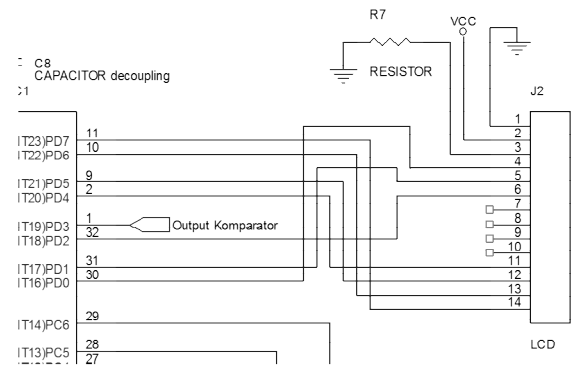 R7
VCC
C8
CAPACITOR decoupling
RESISTOR
C1
J2
1
2
3
4
5
6
7
8
9
10
11
12
13
14
LCD
IT23)PD7 11
IT22)PD6 10
IT21)PD5 9
IT20)PD4 2
IT19)PD3 1
Output Komparator
IT18)PD2 32
IT17)PD1 31
IT16)PD0 30
IT14)PC6 29
IT13)PC5 28
27